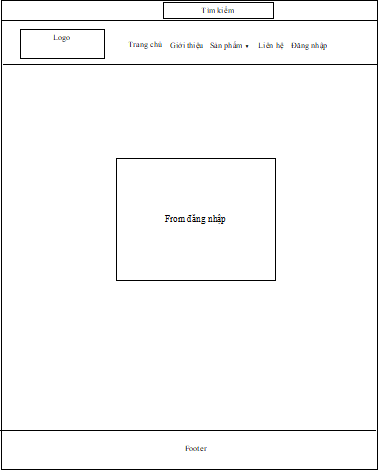 Tìm kiếm
Logo
Trang chủ Giới thiệu Sản phẩm ▾ Liên hệ Đăng nhập
From đăng nhập
Footer